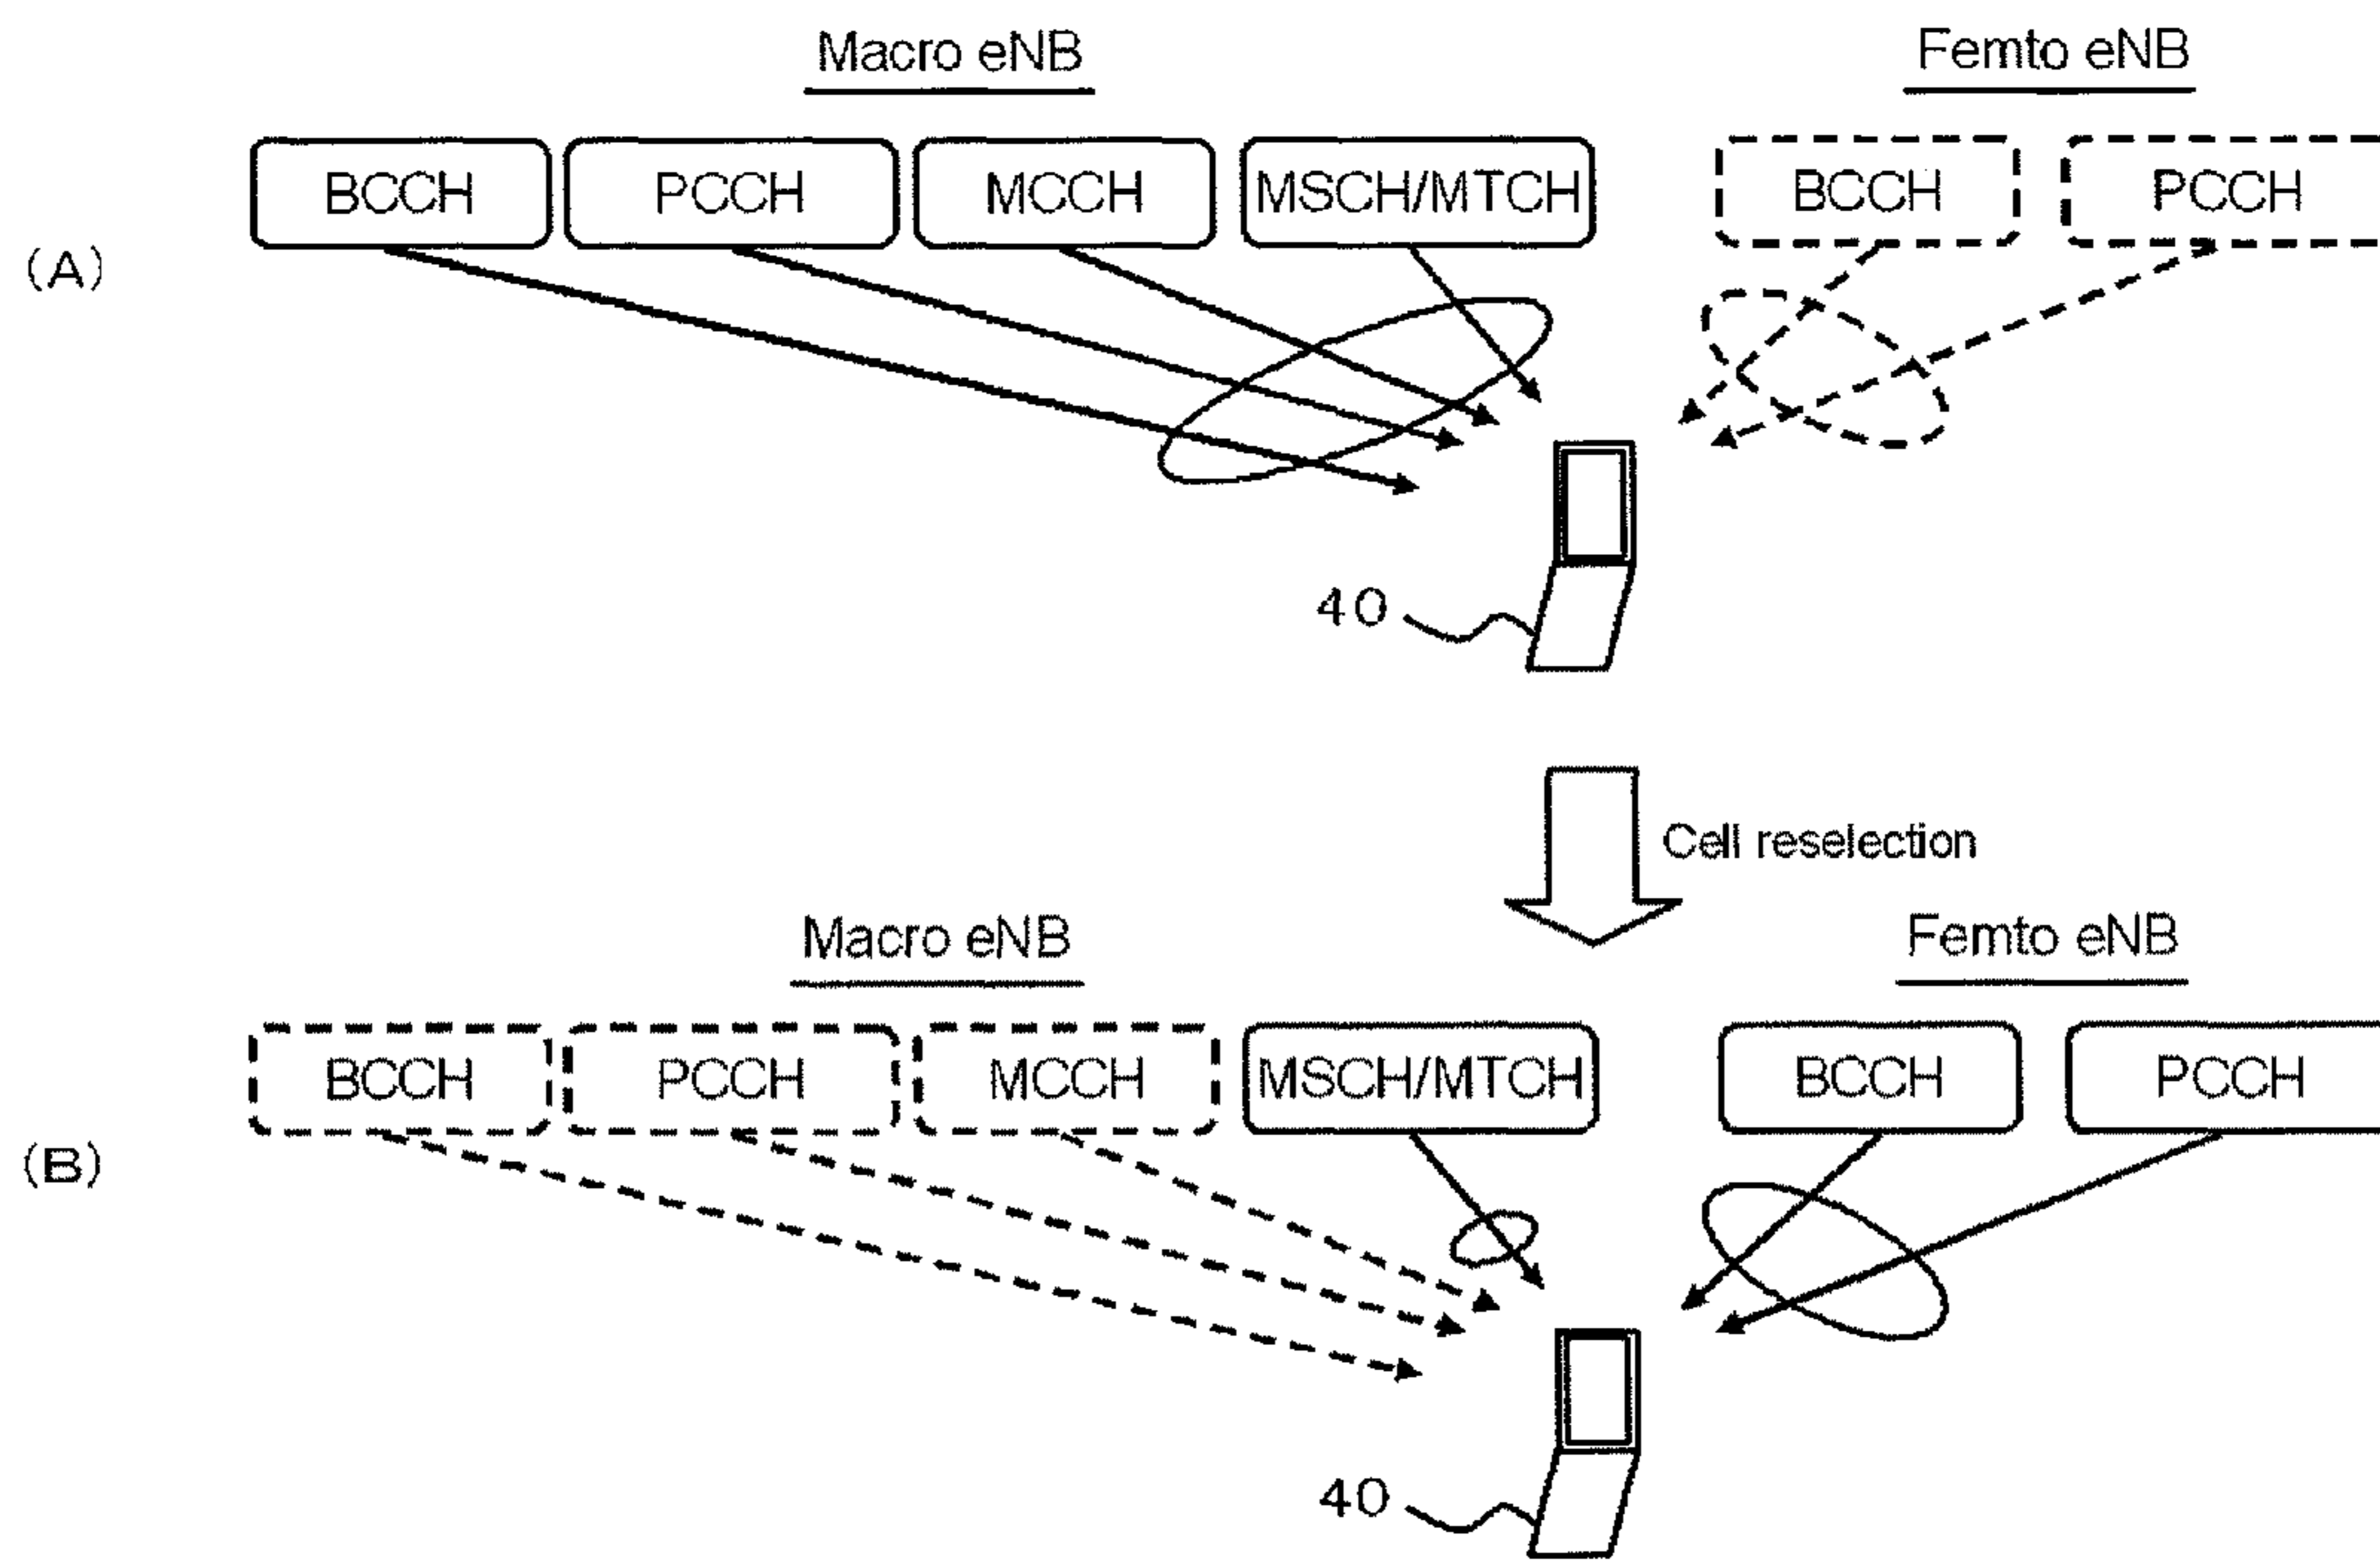 Macro eNB
Femto eNB
BCCH
PCCH
MCCH
MSCH/MTCH
BCCH
PCCH
(A)
40
Cell reselection
Macro eNB
Femto eNB
BCCH
PCCH
MCCH
MSCH/MTCH
BCCH
PCCH
(B)
40